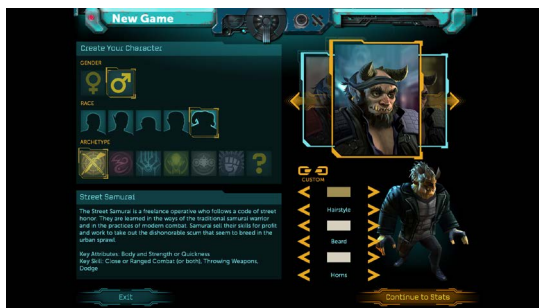 New Game
Create Your Character
GENDER
RACE
ARCHETYPE
?
Street Samurai
The Street Samurai is a freelance operative who follows a code of street
honor. They are learned in the ways of the traditional samurai warrior
and in the practices of modern combat. Samurai sell their skills for profit
and work to take out the dishonorable scum that seem to breed in the
urban sprawl.
Key Attributes: Body and Strength or Quickness
Key Skill: Close or Ranged Combat (or both), Throwing Weapons,
Dodge
CUSTOM
Hairstyle
Beard
Horns
Exit
Continue to Stats